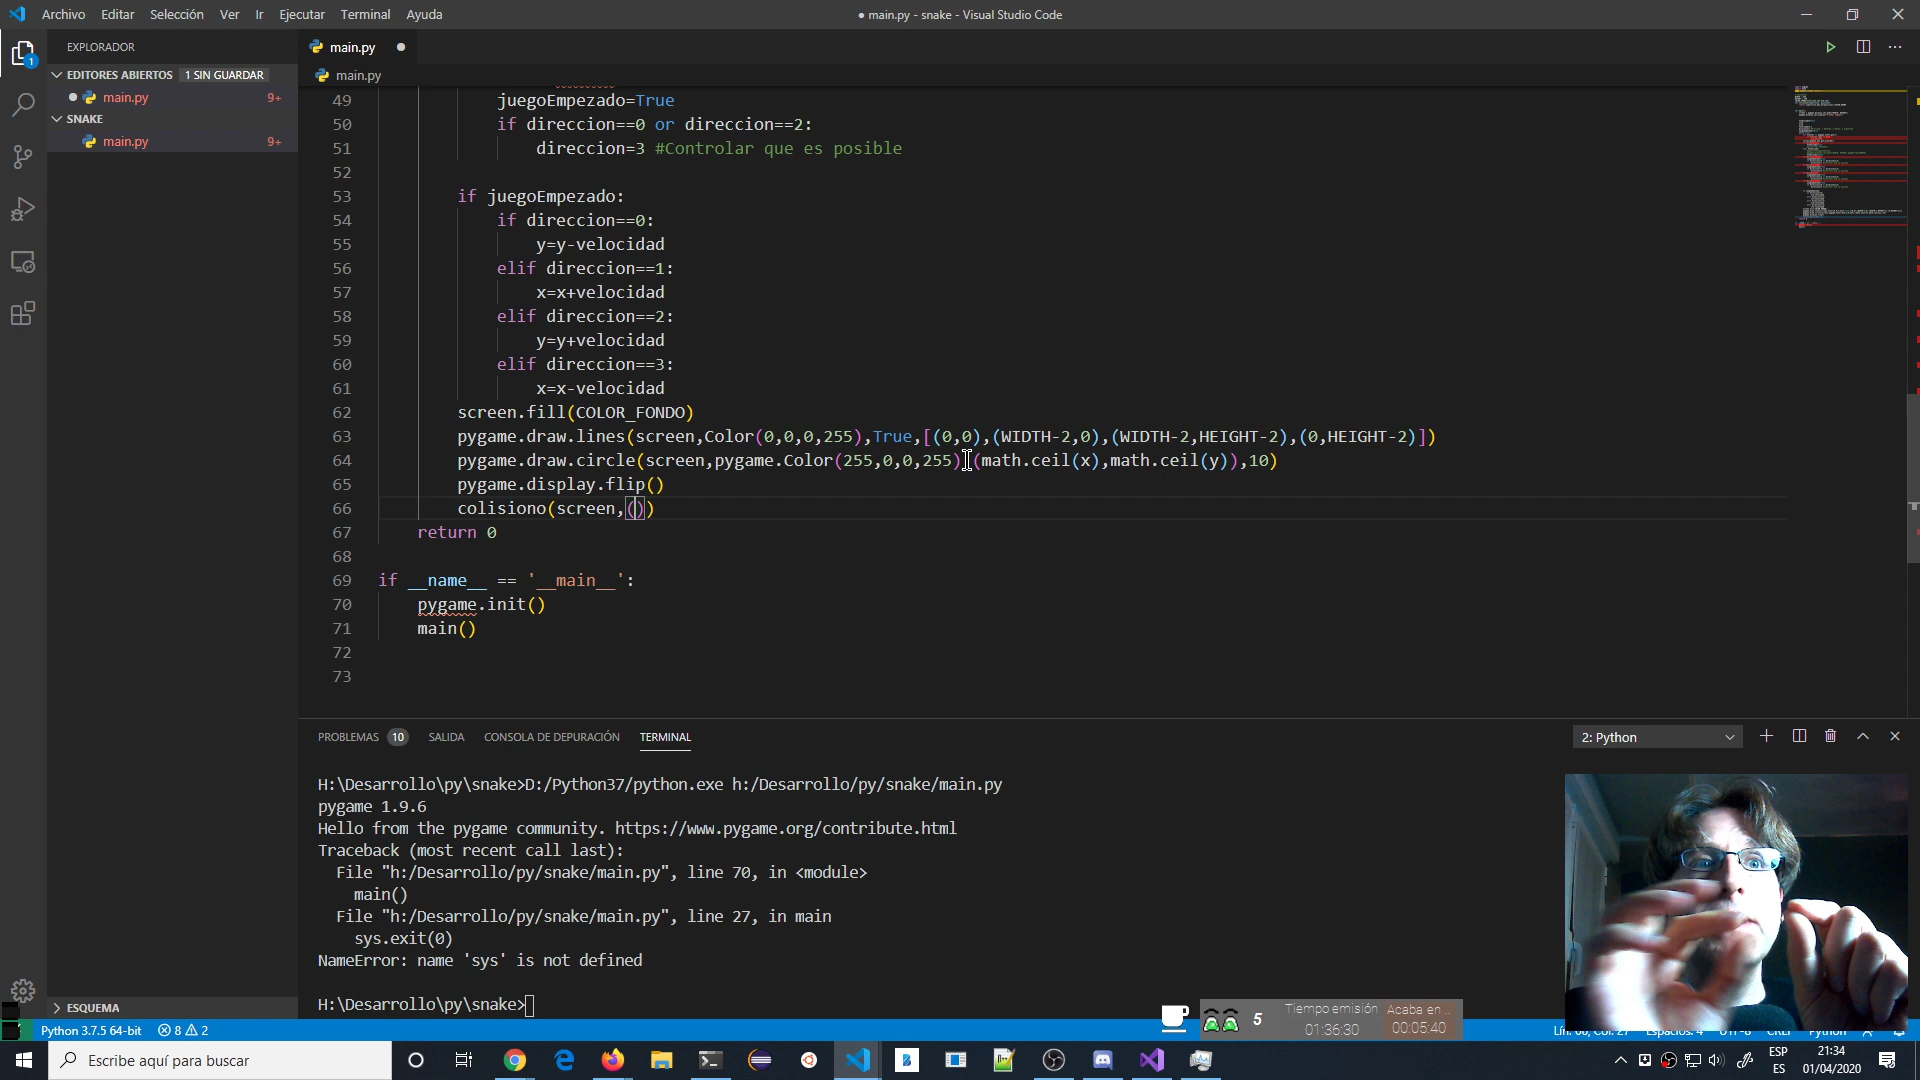 Archivo Editar Selección Ver Ir Ejecutar Terminal Ayuda
● main.py - snake - Visual Studio Code
EXPLORADOR
main.py
EDITORES ABIERTOS 1 SIN GUARDAR
main.py
main.py 9+
SNAKE
main.py 9+
49 juegoEmpezado=True
50 if direccion==0 or direccion==2:
51 direccion=3 #Controlar que es posible
52
53 if juegoEmpezado:
54 if direccion==0:
55 y=y-velocidad
56 elif direccion==1:
57 x=x+velocidad
58 elif direccion==2:
59 y=y+velocidad
60 elif direccion==3:
61 x=x-velocidad
62 screen.fill(COLOR_FONDO)
63 pygame.draw.lines(screen,Color(0,0,0,255),True,[(0,0),(WIDTH-2,0),(WIDTH-2,HEIGHT-2),(0,HEIGHT-2)])
64 pygame.draw.circle(screen,pygame.Color(255,0,0,255),(math.ceil(x),math.ceil(y)),10)
65 pygame.display.flip()
66 colisiono(screen,())
67 return 0
68
69 if __name__ == '__main__':
70 pygame.init()
71 main()
72
73
PROBLEMAS 10 SALIDA CONSOLA DE DEPURACIÓN TERMINAL
2: Python
H:\Desarrollo\py\snake>D:/Python37/python.exe h:/Desarrollo/py/snake/main.py
pygame 1.9.6
Hello from the pygame community. https://www.pygame.org/contribute.html
Traceback (most recent call last):
File "h:/Desarrollo/py/snake/main.py", line 70, in <module>
main()
File "h:/Desarrollo/py/snake/main.py", line 27, in main
sys.exit(0)
NameError: name 'sys' is not defined
H:\Desarrollo\py\snake>
ESQUEMA
5 Tiempo emisión 01:36:30 Acaba en .. 00:05:40
Python 3.7.5 64-bit 8 2
Python
Escribe aquí para buscar
ESP
ES
21:34
01/04/2020